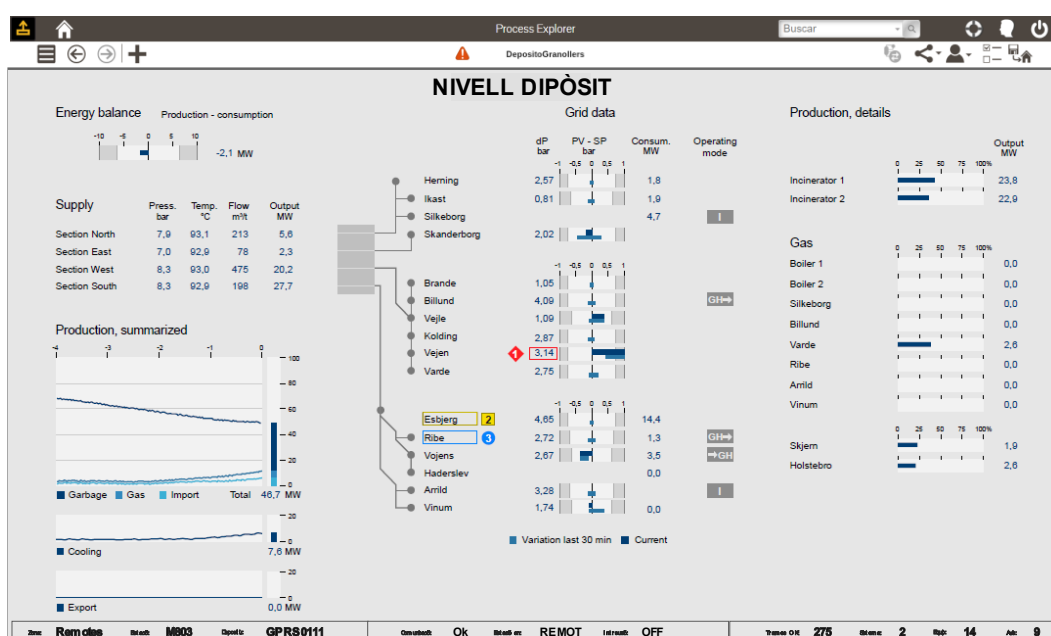 Process Explorer
Buscar
DepositoGranollers
NIVELL DIPÒSIT
Energy balance Production - consumption
-10 -5 0 5 10
-2,1 MW
Supply Press. bar Temp. °C Flow m³/t Output MW
Section North 7,9 93,1 213 5,6
Section East 7,0 92,9 78 2,3
Section West 8,3 93,0 475 20,2
Section South 8,3 92,9 198 27,7
Production, summarized
-4 -3 -2 -1 0
100
80
60
40
20
0
Garbage Gas Import Total 46,7 MW
20
0
Cooling 7,6 MW
20
0
Export 0,0 MW
Grid data
dP bar PV - SP bar Consum. MW Operating mode
-1 -0,5 0 0,5 1
Herning 2,57 1,8
Ikast 0,81 1,9
Silkeborg 4,7 I
Skanderborg 2,02
-1 -0,5 0 0,5 1
Brande 1,05
Billund 4,09 GH⇒
Vejle 1,09
Kolding 2,87
Vejen 1 3,14
Varde 2,75
-1 -0,5 0 0,5 1
Esbjerg 2 4,65 14,4
Ribe 3 2,72 1,3 GH⇒
Vojens 2,67 3,5 ⇒GH
Haderslev 0,0
Arrild 3,28 I
Vinum 1,74 0,0
Variation last 30 min Current
Production, details
Output MW
0 25 50 75 100%
Incinerator 1 23,8
Incinerator 2 22,9
Gas
0 25 50 75 100%
Boiler 1 0,0
Boiler 2 0,0
Silkeborg 0,0
Billund 0,0
Varde 2,6
Ribe 0,0
Arrild 0,0
Vinum 0,0
0 25 50 75 100%
Skjern 1,9
Holstebro 2,6
Zona: Remotes M803 GPRS0111
Ok REMOT OFF
Trames OK 275 2 14 9